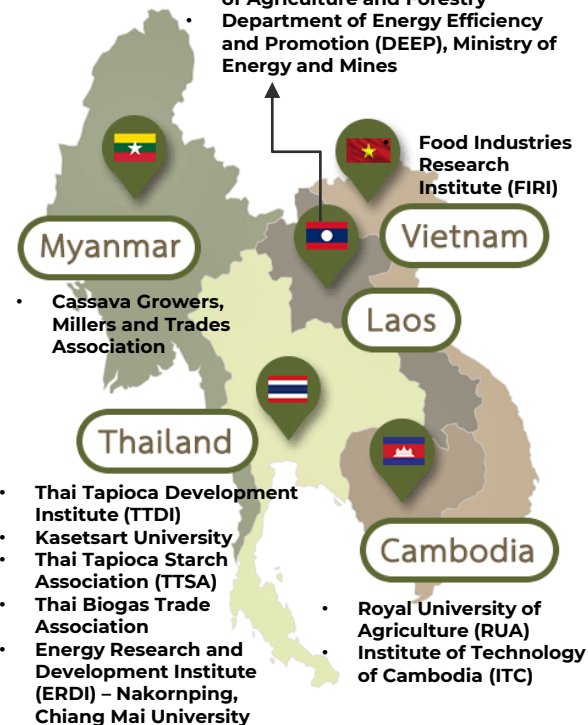 of Agriculture and Forestry
• Department of Energy Efficiency
and Promotion (DEEP), Ministry of
Energy and Mines
• Food Industries
Research
Institute (FIRI)
Myanmar
Vietnam
• Cassava Growers,
Millers and Trades
Association
Laos
Thailand
• Thai Tapioca Development
Institute (TTDI)
• Kasetsart University
• Thai Tapioca Starch
Association (TTSA)
• Thai Biogas Trade
Association
• Energy Research and
Development Institute
(ERDI) – Nakornping,
Chiang Mai University
Cambodia
• Royal University of
Agriculture (RUA)
• Institute of Technology
of Cambodia (ITC)